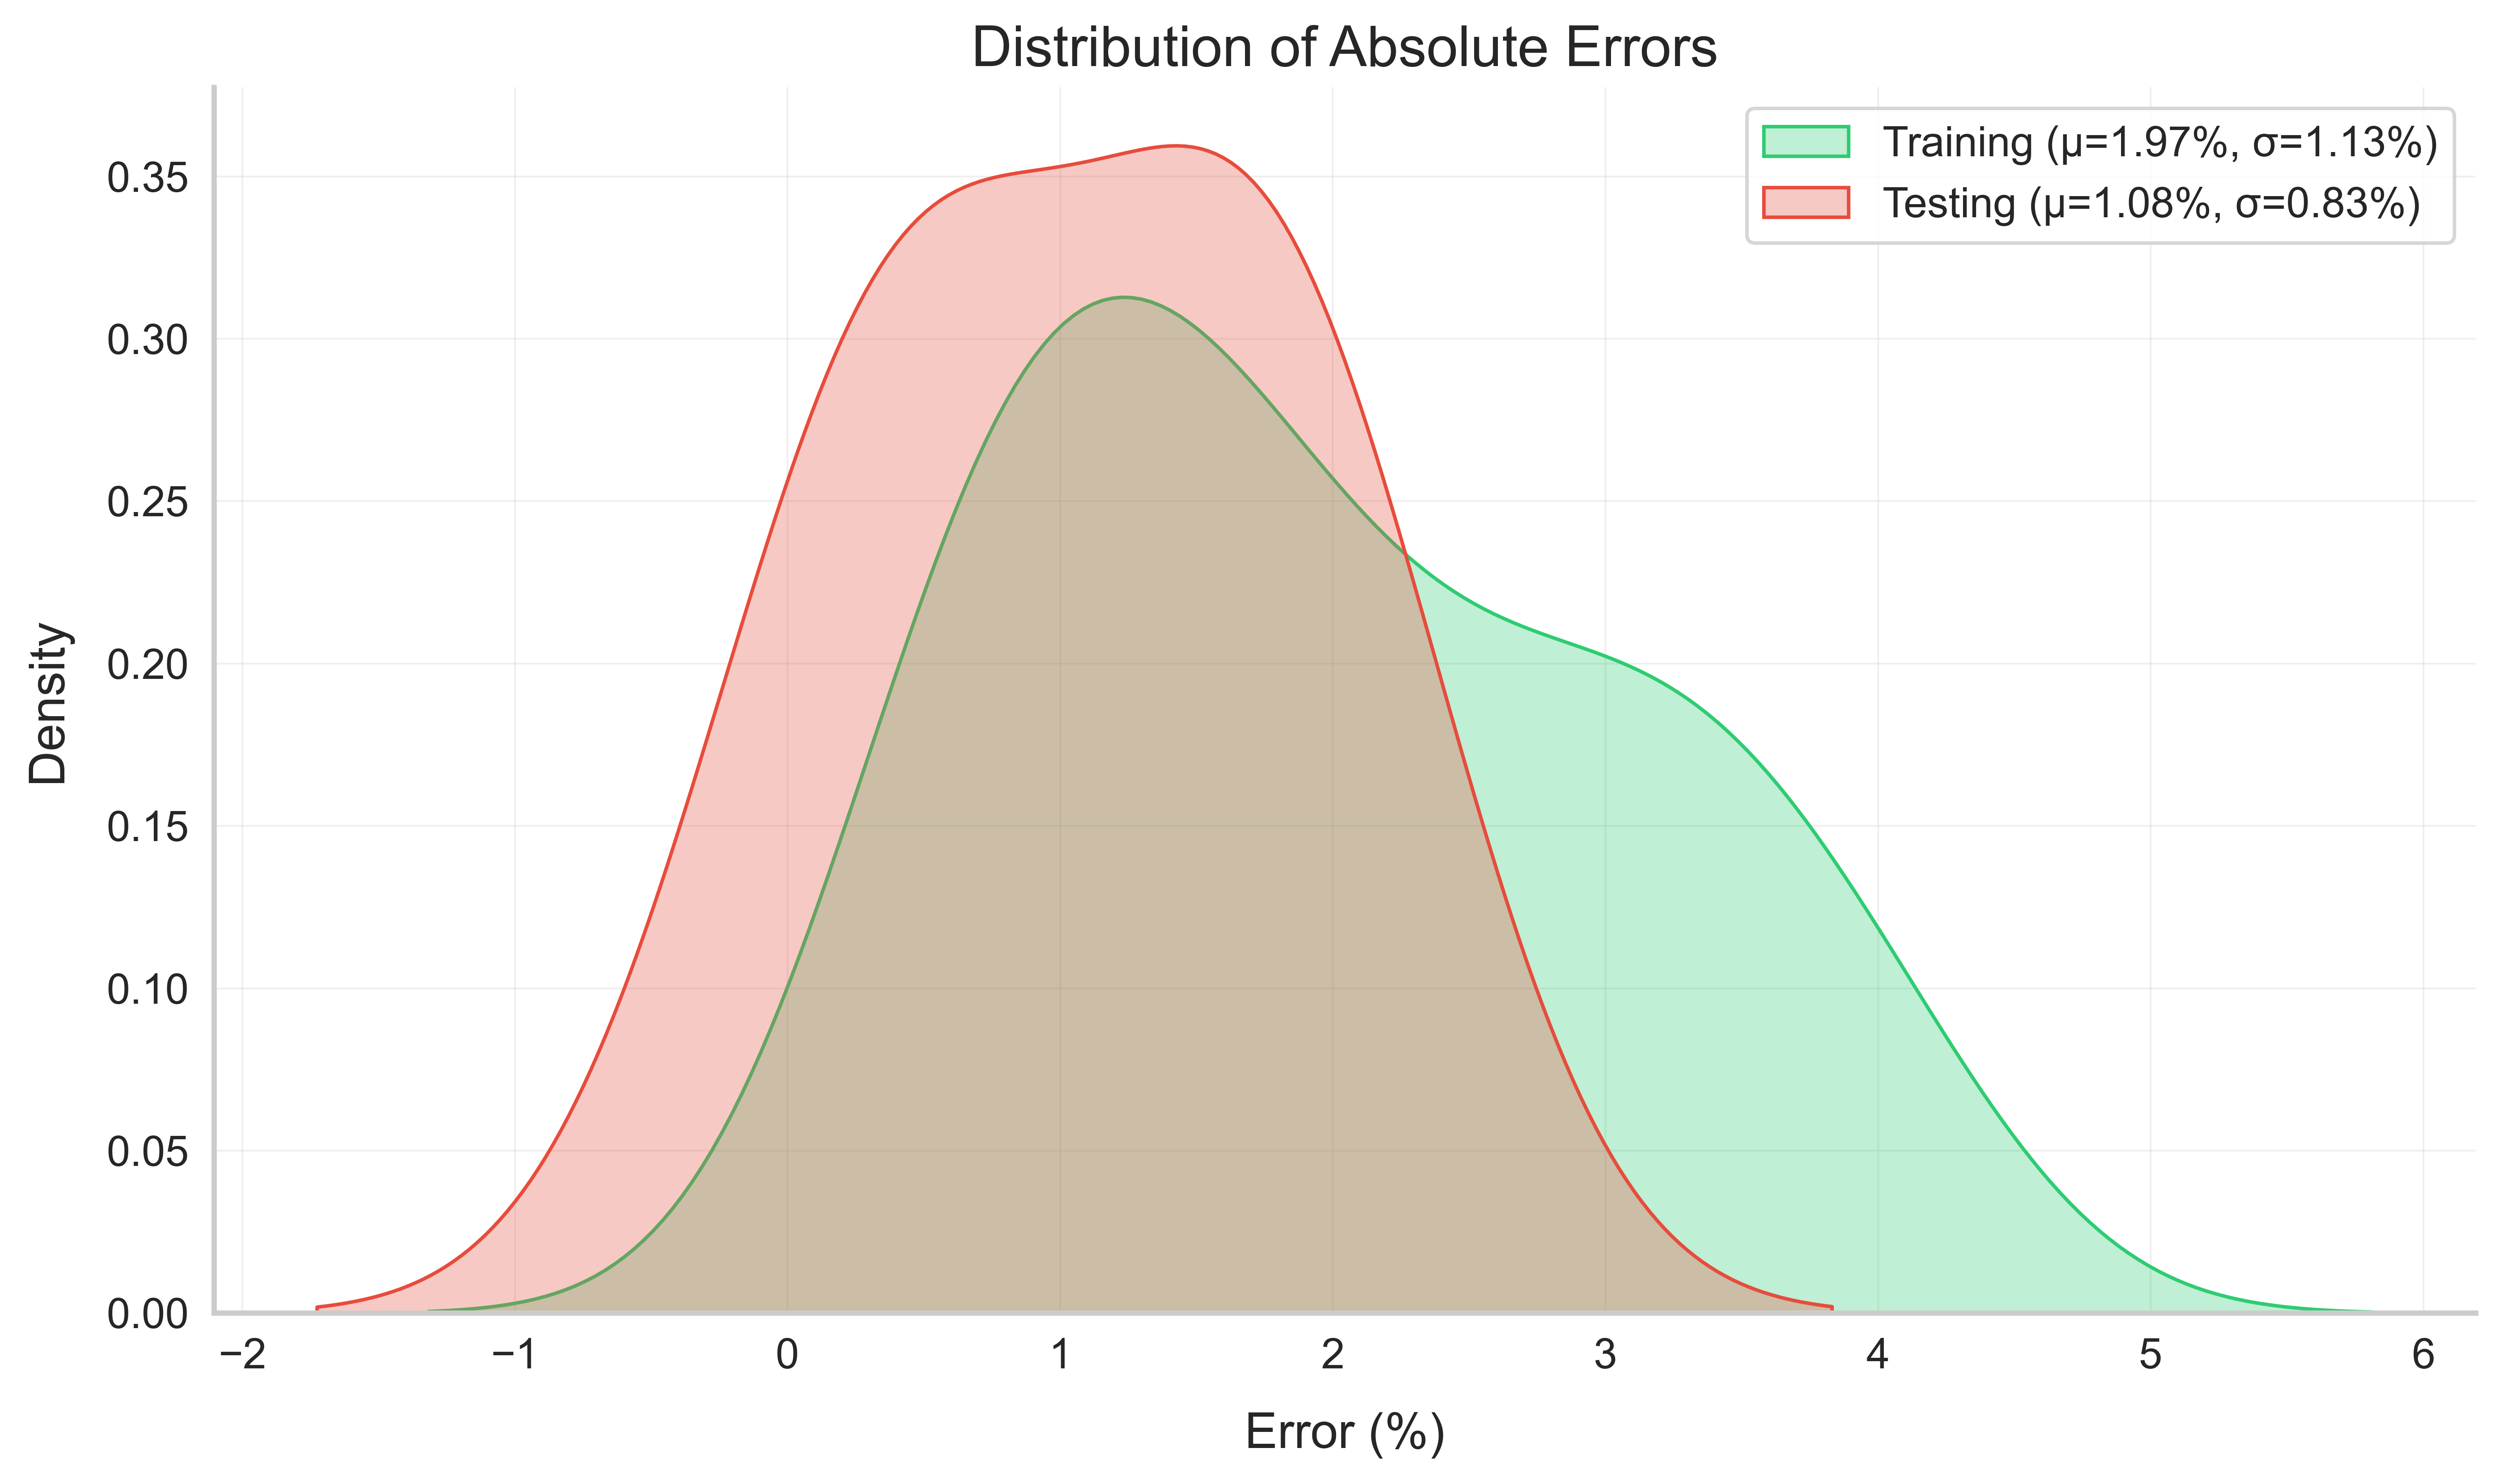 Distribution of Absolute Errors
Training (μ=1.97%, σ=1.13%)
Testing (μ=1.08%, σ=0.83%)
Density
0.35
0.30
0.25
0.20
0.15
0.10
0.05
0.00
−2 −1 0 1 2 3 4 5 6
Error (%)